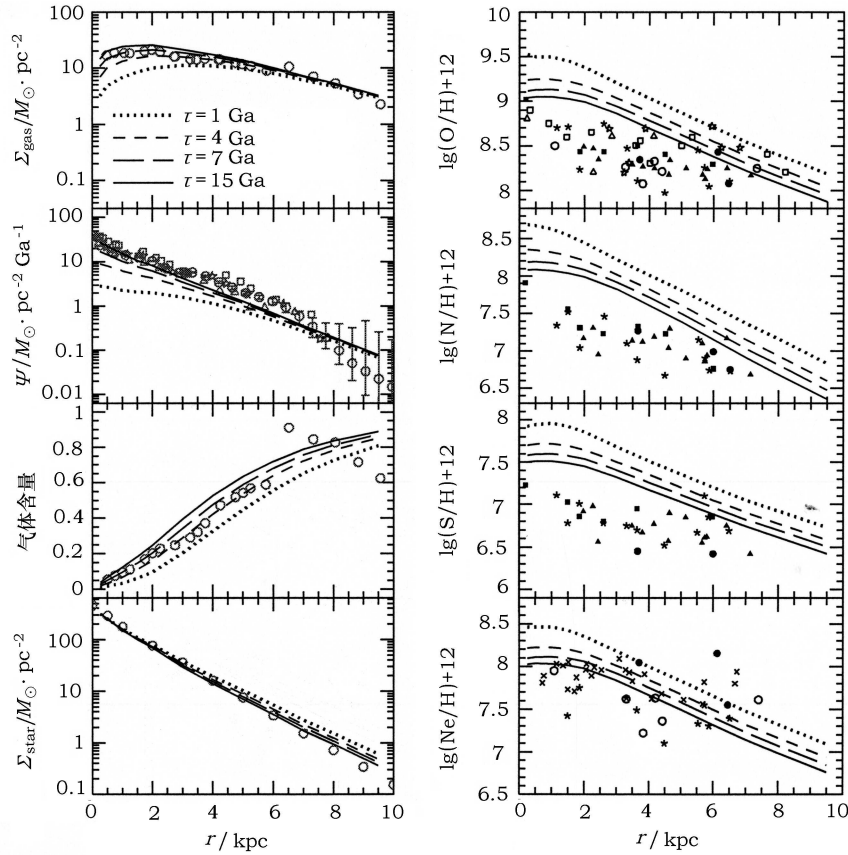 Σgas/M⊙· pc⁻²
100
10
1
0.1
τ = 1 Ga
τ = 4 Ga
τ = 7 Ga
τ = 15 Ga
Ψ/M⊙· pc⁻² Ga⁻¹
100
10
1
0.1
0.01
气体含量
1
0.8
0.6
0.4
0.2
0
Σstar/M⊙· pc⁻²
100
10
1
0.1
0 2 4 6 8 10
r / kpc
lg(O/H)+12
10
9.5
9
8.5
8
lg(N/H)+12
8.5
8
7.5
7
6.5
lg(S/H)+12
8
7.5
7
6.5
6
lg(Ne/H)+12
8.5
8
7.5
7
6.5
0 2 4 6 8 10
r / kpc